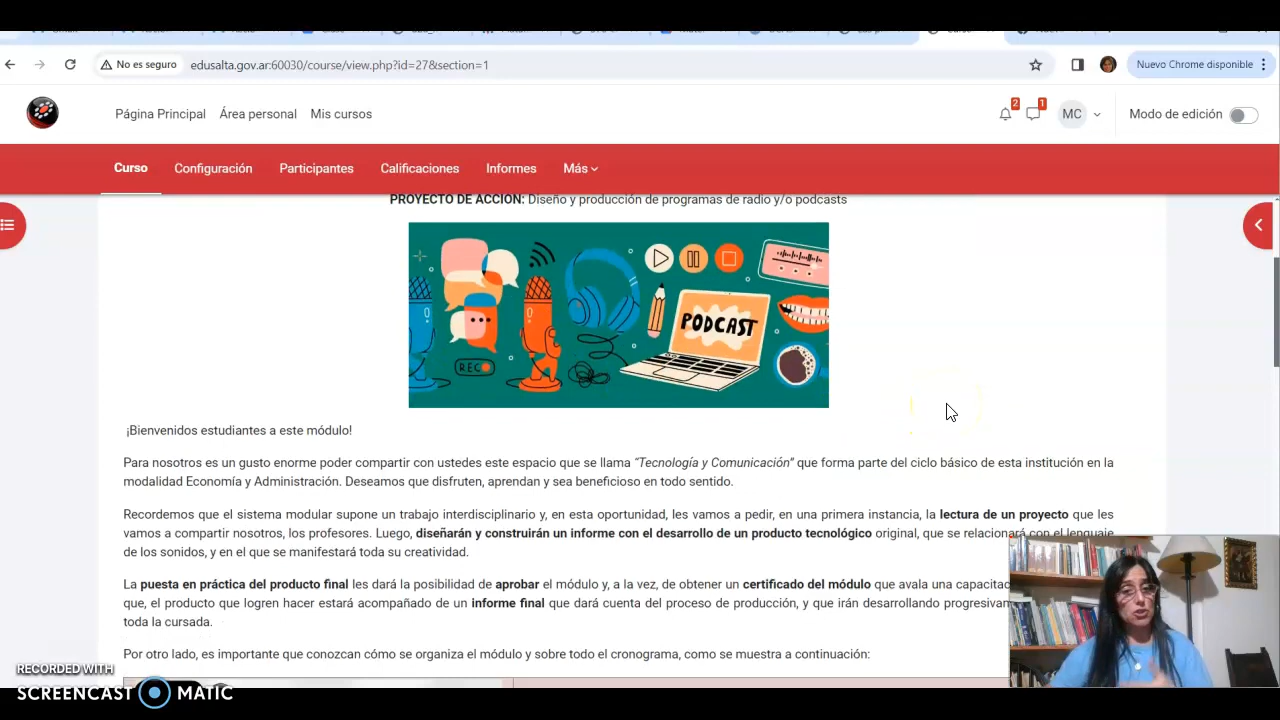 No es seguro
edusalta.gov.ar:60030/course/view.php?id=27&section=1
Nuevo Chrome disponible
Página Principal
Área personal
Mis cursos
2
1
MC
Modo de edición
Curso
Configuración
Participantes
Calificaciones
Informes
Más
PROYECTO DE ACCIÓN: Diseño y producción de programas de radio y/o podcasts
PODCAST
REC
¡Bienvenidos estudiantes a este módulo!
Para nosotros es un gusto enorme poder compartir con ustedes este espacio que se llama "Tecnología y Comunicación" que forma parte del ciclo básico de esta institución en la
modalidad Economía y Administración. Deseamos que disfruten, aprendan y sea beneficioso en todo sentido.
Recordemos que el sistema modular supone un trabajo interdisciplinario y, en esta oportunidad, les vamos a pedir, en una primera instancia, la lectura de un proyecto que les
vamos a compartir nosotros, los profesores. Luego, diseñarán y construirán un informe con el desarrollo de un producto tecnológico original, que se relacionará con el lenguaje
de los sonidos, y en el que se manifestará toda su creatividad.
La puesta en práctica del producto final les dará la posibilidad de aprobar el módulo y, a la vez, de obtener un certificado del módulo que avala una
que, el producto que logren hacer estará acompañado de un informe final que dará cuenta del proceso de producción, y que irán desarrollando
toda la cursada.
Por otro lado, es importante que conozcan cómo se organiza el módulo y sobre todo el cronograma, como se muestra a continuación:
RECORDED WITH
SCREENCAST MATIC